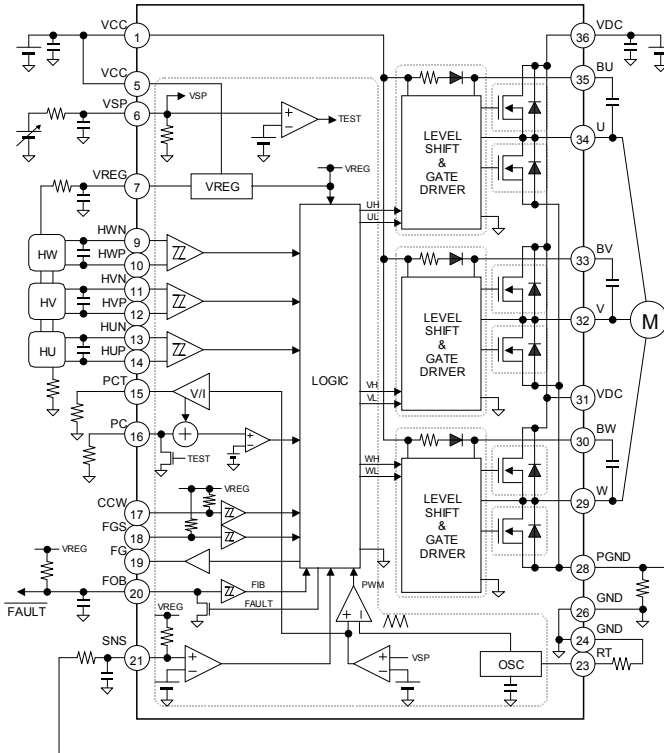 VCC
1
VCC
5
VSP
6
VSP
TEST
VREG
7
VREG
VREG
HWN
9
HW
HWP
10
HVN
11
HV
HVP
12
HUN
13
HU
HUP
14
LOGIC
PCT
15
V/I
PC
16
TEST
VREG
CCW
17
FGS
18
VREG
FG
19
FOB
20
FIB
FAULT
FAULT
PWM
VREG
SNS
21
VSP
OSC
UH
UL
VH
VL
WH
WL
LEVEL
SHIFT
&
GATE
DRIVER
LEVEL
SHIFT
&
GATE
DRIVER
LEVEL
SHIFT
&
GATE
DRIVER
36
VDC
35
BU
34
U
33
BV
32
V
M
31
VDC
30
BW
29
W
28
PGND
26
GND
24
GND
23
RT